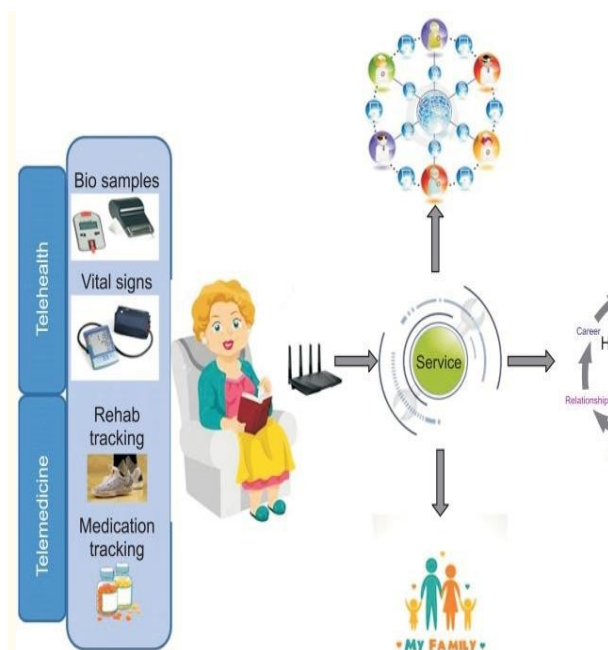 Telehealth
Bio samples
Vital signs
Telemedicine
Rehab
tracking
Medication
tracking
Service
Career
H
Relationship
MY FAMILY